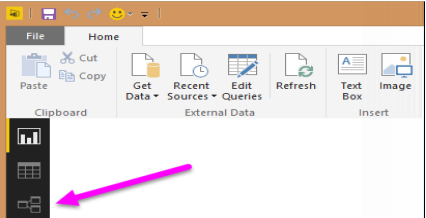 File Home
Cut
Copy
Paste
Get Data
Recent Sources
Edit Queries
Refresh
Text Box
Image
Clipboard External Data Insert